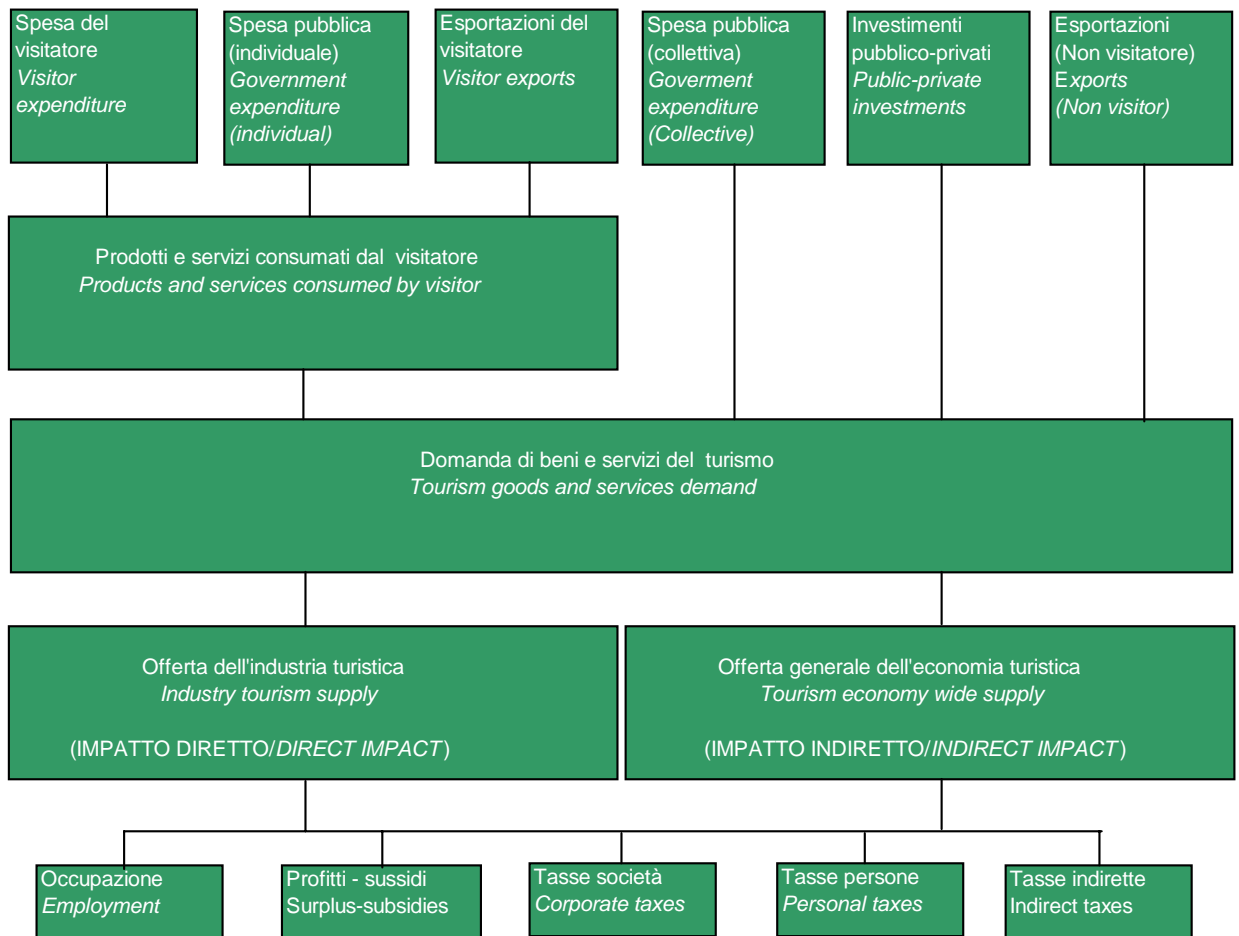 Spesa del
visitatore
Visitor
expenditure
Spesa pubblica
(individuale)
Government
expenditure
(individual)
Esportazioni del
visitatore
Visitor exports
Spesa pubblica
(collettiva)
Goverment
expenditure
(Collective)
Investimenti
pubblico-privati
Public-private
investments
Esportazioni
(Non visitatore)
Exports
(Non visitor)
Prodotti e servizi consumati dal visitatore
Products and services consumed by visitor
Domanda di beni e servizi del turismo
Tourism goods and services demand
Offerta dell'industria turistica
Industry tourism supply
(IMPATTO DIRETTO/DIRECT IMPACT)
Offerta generale dell'economia turistica
Tourism economy wide supply
(IMPATTO INDIRETTO/INDIRECT IMPACT)
Occupazione
Employment
Profitti - sussidi
Surplus-subsidies
Tasse società
Corporate taxes
Tasse persone
Personal taxes
Tasse indirette
Indirect taxes